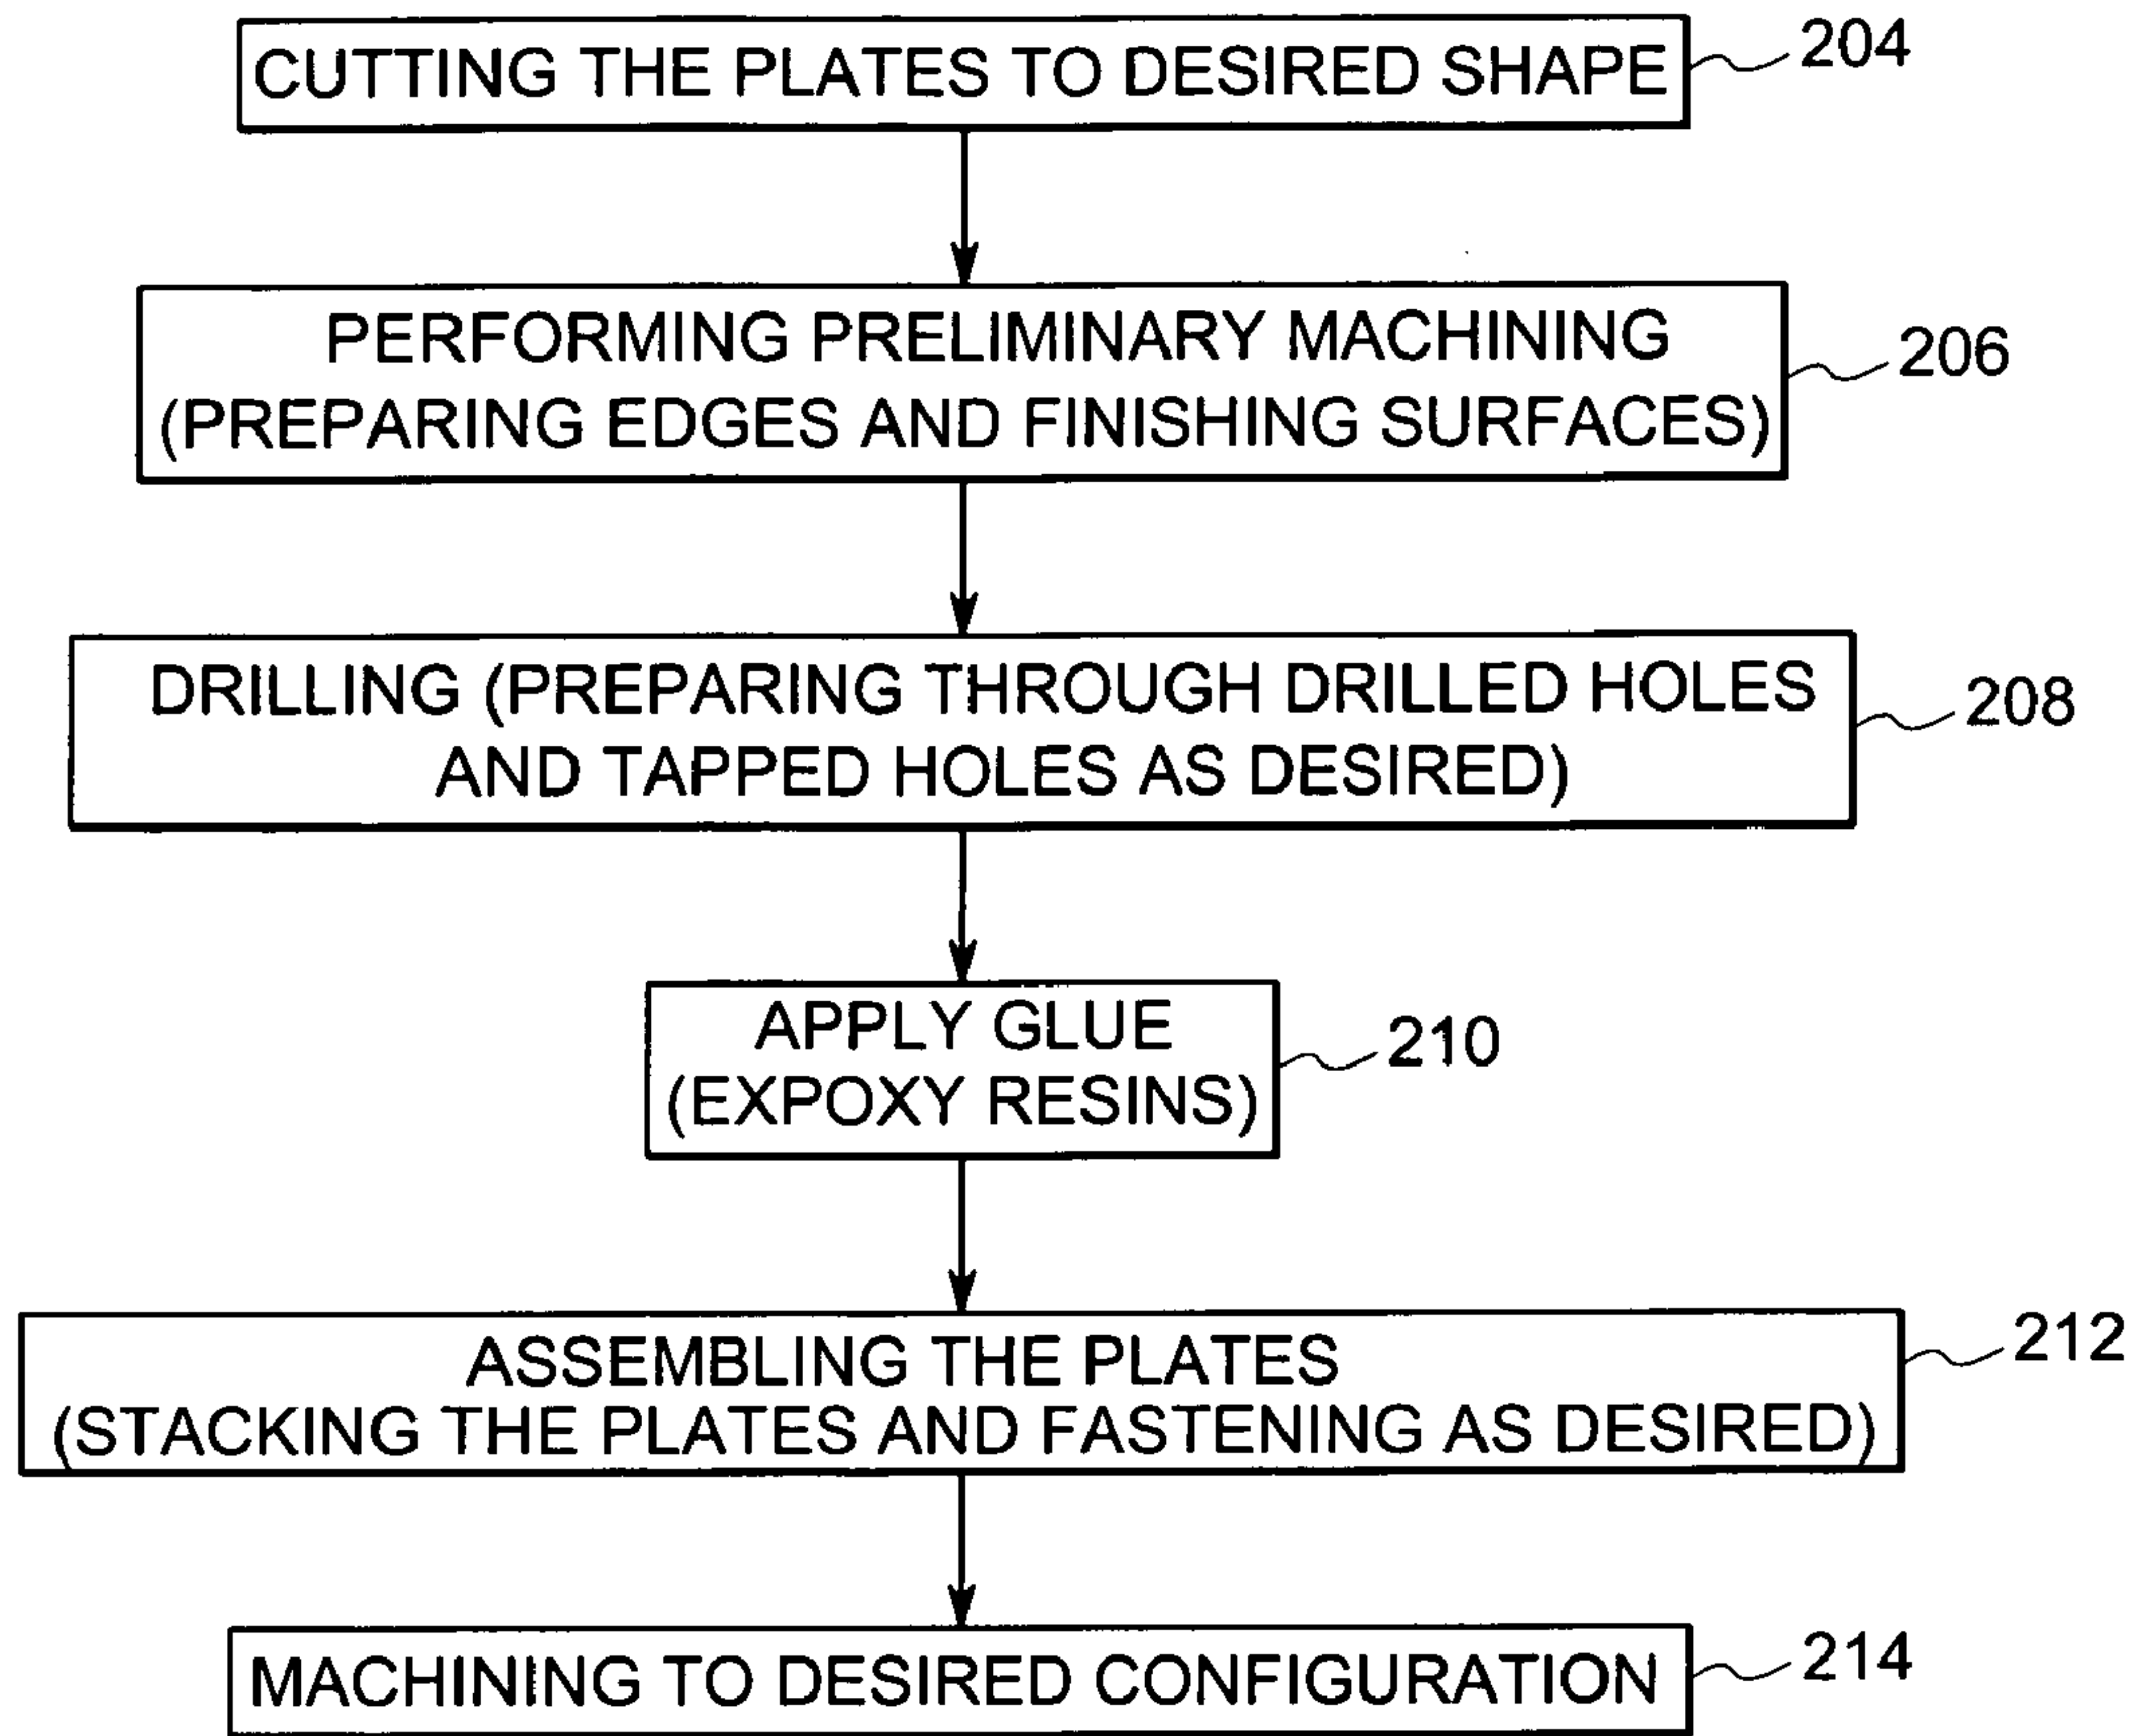 CUTTING THE PLATES TO DESIRED SHAPE
204
PERFORMING PRELIMINARY MACHINING
(PREPARING EDGES AND FINISHING SURFACES)
206
DRILLING (PREPARING THROUGH DRILLED HOLES
AND TAPPED HOLES AS DESIRED)
208
APPLY GLUE
(EXPOXY RESINS)
210
ASSEMBLING THE PLATES
(STACKING THE PLATES AND FASTENING AS DESIRED)
212
MACHINING TO DESIRED CONFIGURATION
214